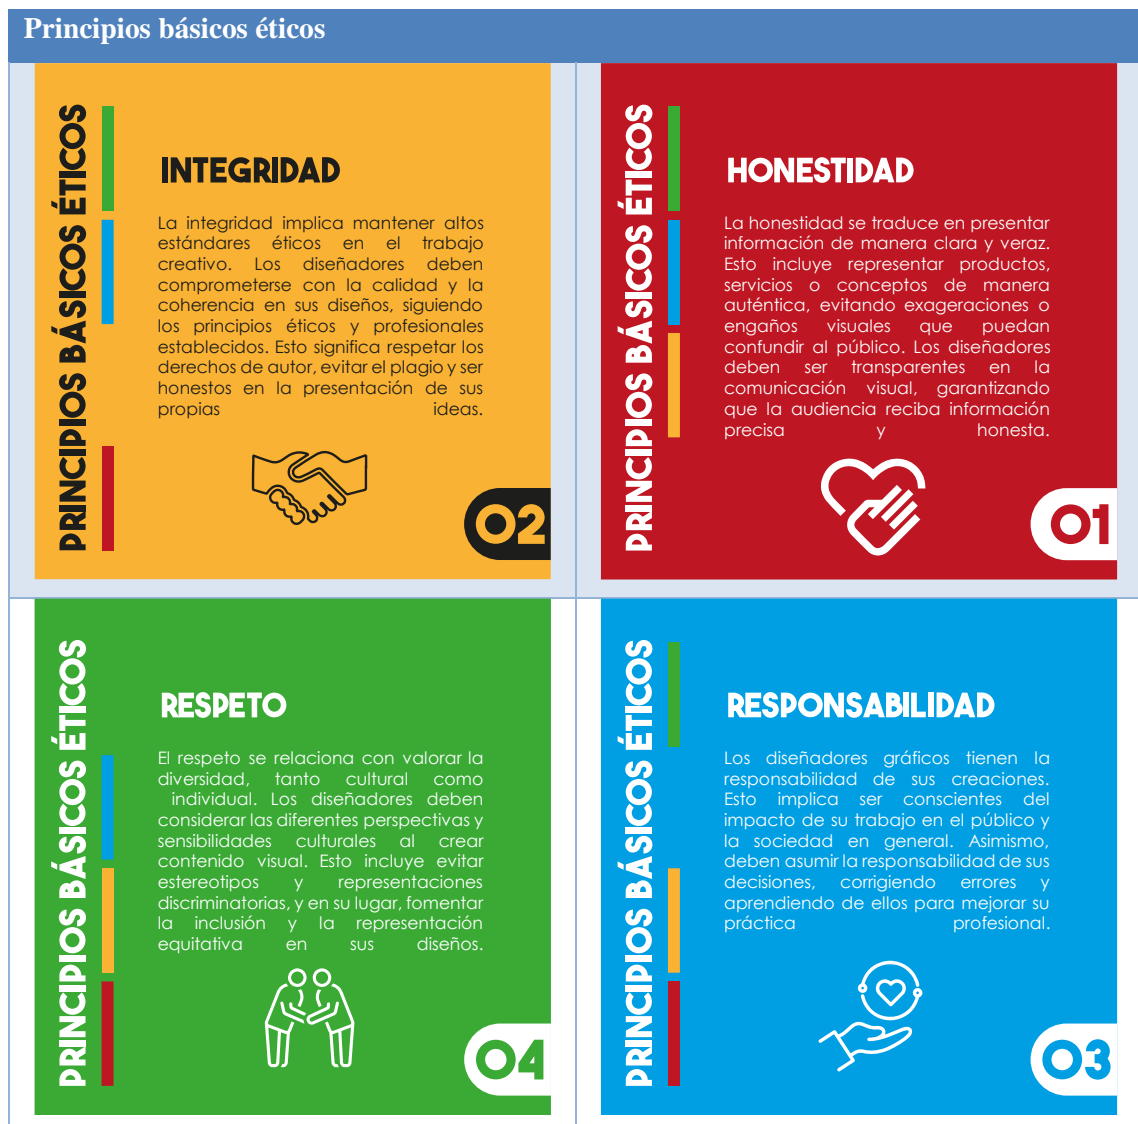 Principios básicos éticos
PRINCIPIOS BÁSICOS ÉTICOS
INTEGRIDAD
La integridad implica mantener altos
estándares éticos en el trabajo
creativo. Los diseñadores deben
comprometerse con la calidad y la
coherencia en sus diseños, siguiendo
los principios éticos y profesionales
establecidos. Esto significa respetar los
derechos de autor, evitar el plagio y ser
honestos en la presentación de sus
propias ideas.
02
PRINCIPIOS BÁSICOS ÉTICOS
HONESTIDAD
La honestidad se traduce en presentar
información de manera clara y veraz.
Esto incluye representar productos,
servicios o conceptos de manera
auténtica, evitando exageraciones o
engaños visuales que puedan
confundir al público. Los diseñadores
deben ser transparentes en la
comunicación visual, garantizando
que la audiencia reciba información
precisa y honesta.
01
PRINCIPIOS BÁSICOS ÉTICOS
RESPETO
El respeto se relaciona con valorar la
diversidad, tanto cultural como
individual. Los diseñadores deben
considerar las diferentes perspectivas y
sensibilidades culturales al crear
contenido visual. Esto incluye evitar
estereotipos y representaciones
discriminatorias, y en su lugar, fomentar
la inclusión y la representación
equitativa en sus diseños.
04
PRINCIPIOS BÁSICOS ÉTICOS
RESPONSABILIDAD
Los diseñadores gráficos tienen la
responsabilidad de sus creaciones.
Esto implica ser conscientes del
impacto de su trabajo en el público y
la sociedad en general. Asimismo,
deben asumir la responsabilidad de sus
decisiones, corrigiendo errores y
aprendiendo de ellos para mejorar su
práctica profesional.
03